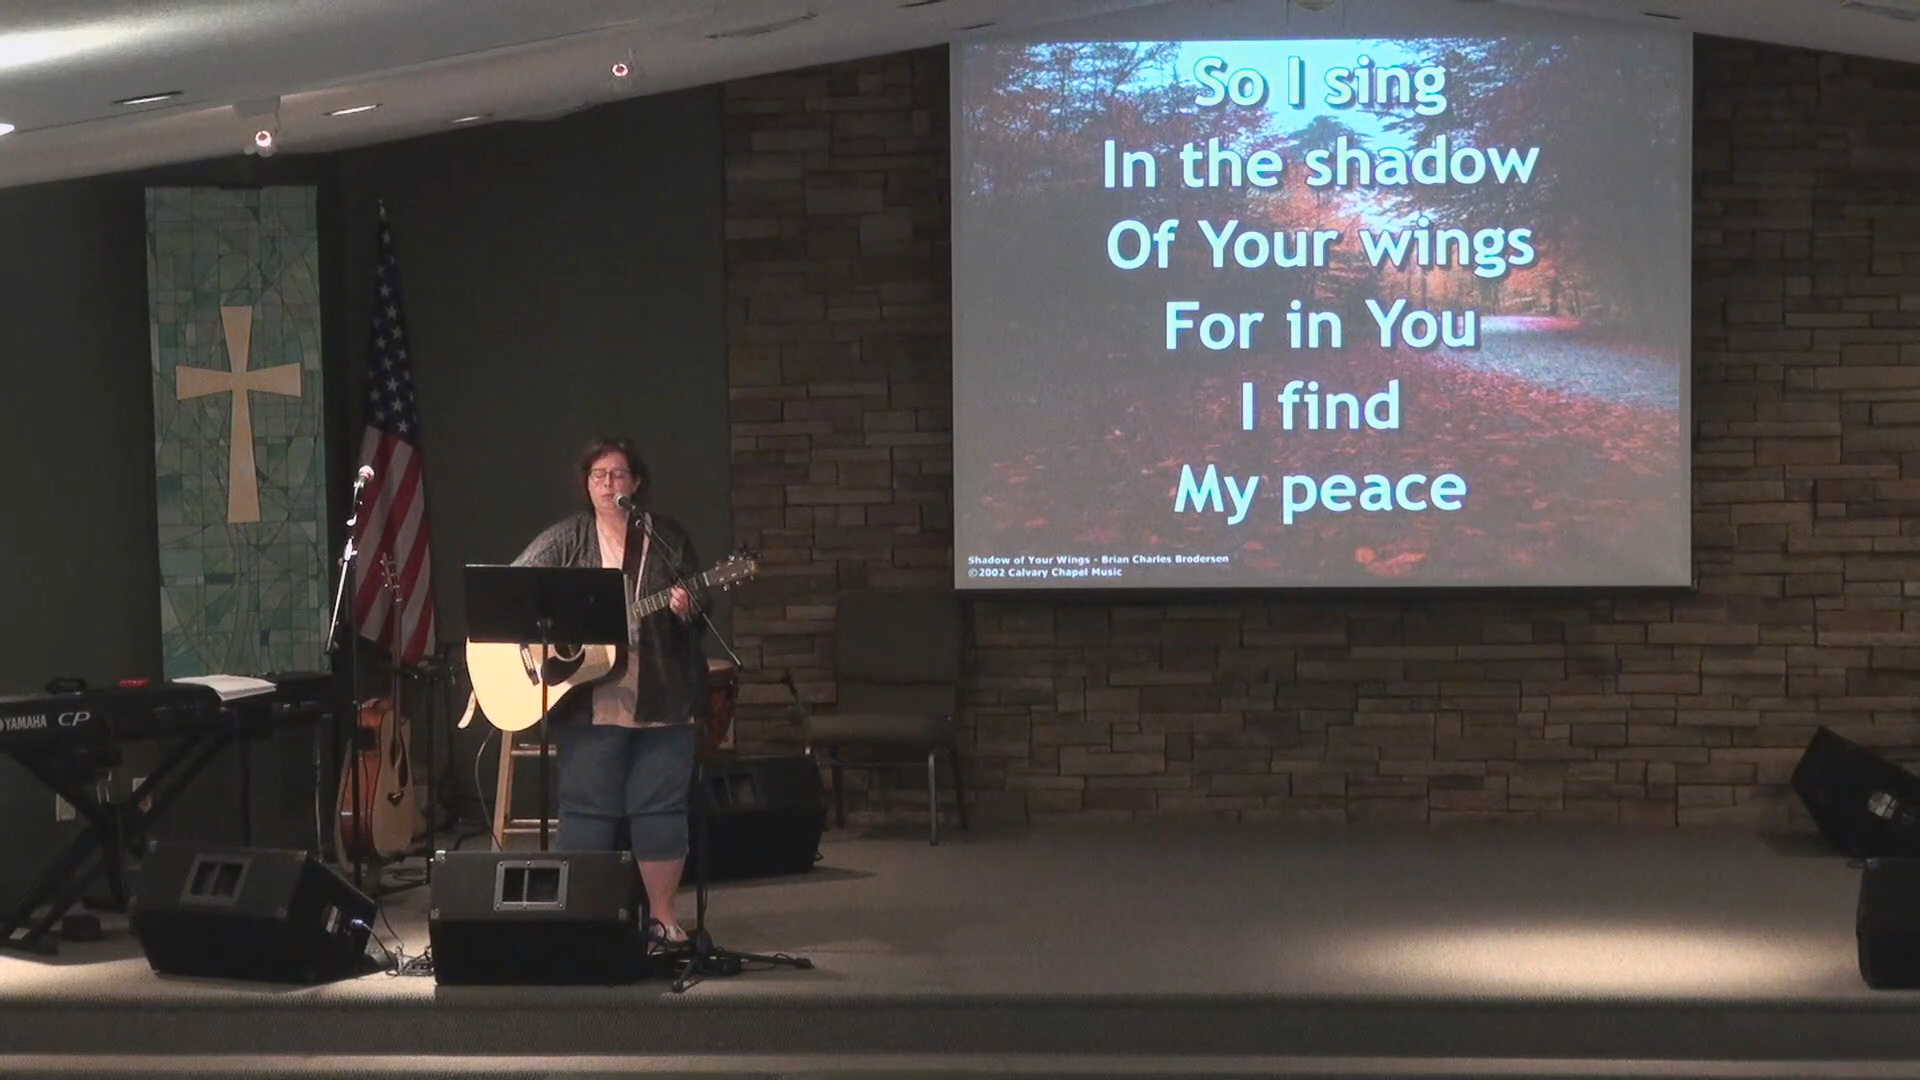 So I sing
In the shadow
Of Your wings
For in You
I find
My peace
Shadow of Your Wings - Brian Charles Brodersen
©2002 Calvary Chapel Music
YAMAHA CP